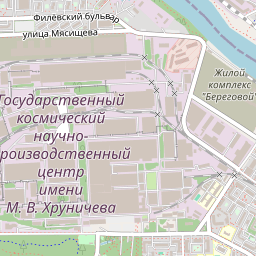 Филёвский бульвар
улица Мясищева
Государственный
космический
научно-
производственный
центр
имени
М. В. Хруничева
Жилой
комплекс
"Береговой"